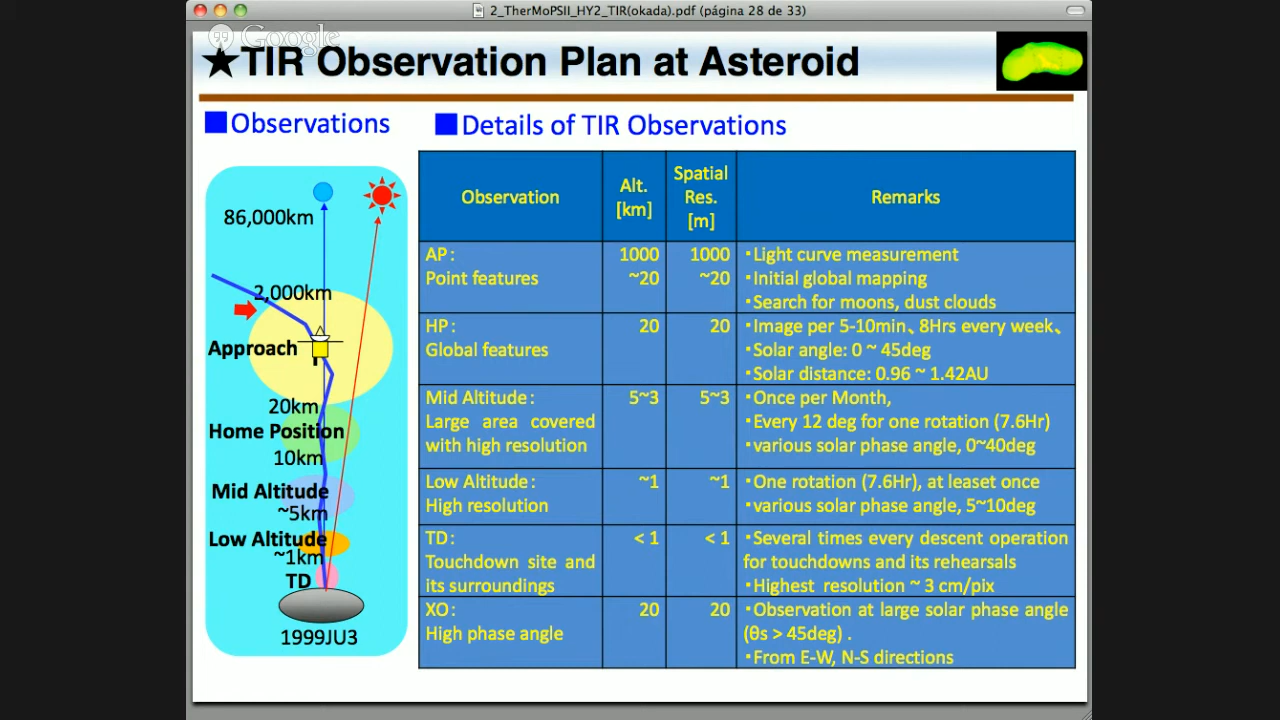 2_TherMoPSII_HY2_TIR(okada).pdf (página 28 de 33)
Google
★TIR Observation Plan at Asteroid
■Observations
■Details of TIR Observations
86,000km
2,000km
Approach
20km
Home Position
10km
Mid Altitude
~5km
Low Altitude
~1km
TD
1999JU3
Observation
Alt.
[km]
Spatial
Res.
[m]
Remarks
AP:
Point features
1000
~20
1000
~20
・Light curve measurement
・Initial global mapping
・Search for moons, dust clouds
HP:
Global features
20
20
・Image per 5-10min、8Hrs every week、
・Solar angle: 0 ~ 45deg
・Solar distance: 0.96 ~ 1.42AU
Mid Altitude:
Large area covered
with high resolution
5~3
5~3
・Once per Month,
・Every 12 deg for one rotation (7.6Hr)
・various solar phase angle, 0~40deg
Low Altitude:
High resolution
~1
~1
・One rotation (7.6Hr), at leaset once
・various solar phase angle, 5~10deg
TD:
Touchdown site and
its surroundings
< 1
< 1
・Several times every descent operation
for touchdowns and its rehearsals
・Highest resolution ~ 3 cm/pix
XO:
High phase angle
20
20
・Observation at large solar phase angle
(θs > 45deg) .
・From E-W, N-S directions